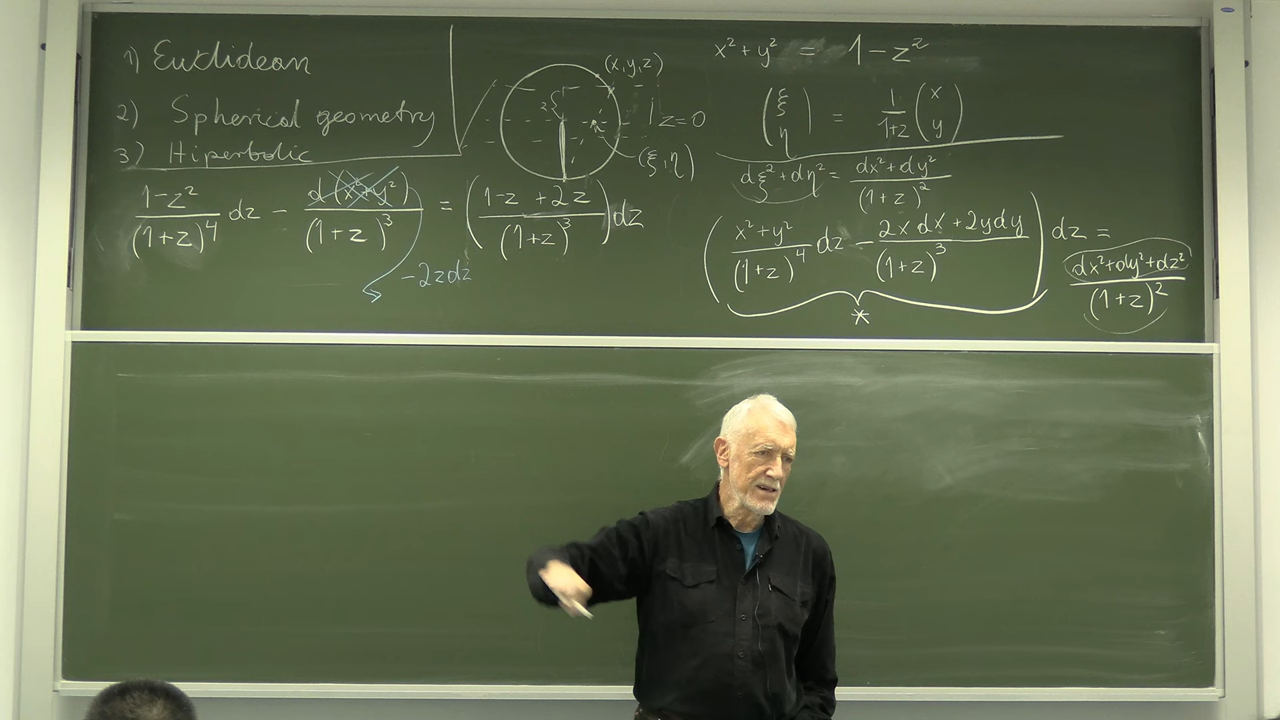 1) Euclidean
2) Spherical geometry
3) Hiperbolic
(x,y,z)
z
z=0
(ξ,η)
x²+y² = 1-z²
(ξ η) = 1/(1+z) (x y)
dξ²+dη² = (dx²+dy²)/(1+z)²
((x²+y²)/(1+z)⁴ dz - (2x dx+2y dy)/(1+z)³) dz = (dx²+dy²+dz²)/(1+z)²
*
(1-z²)/(1+z)⁴ dz - d(x²+y²)/(1+z)³ = ((1-z+2z)/(1+z)³) dz
-2zdz